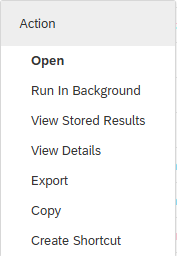 Action
Open
Run In Background
View Stored Results
View Details
Export
Copy
Create Shortcut